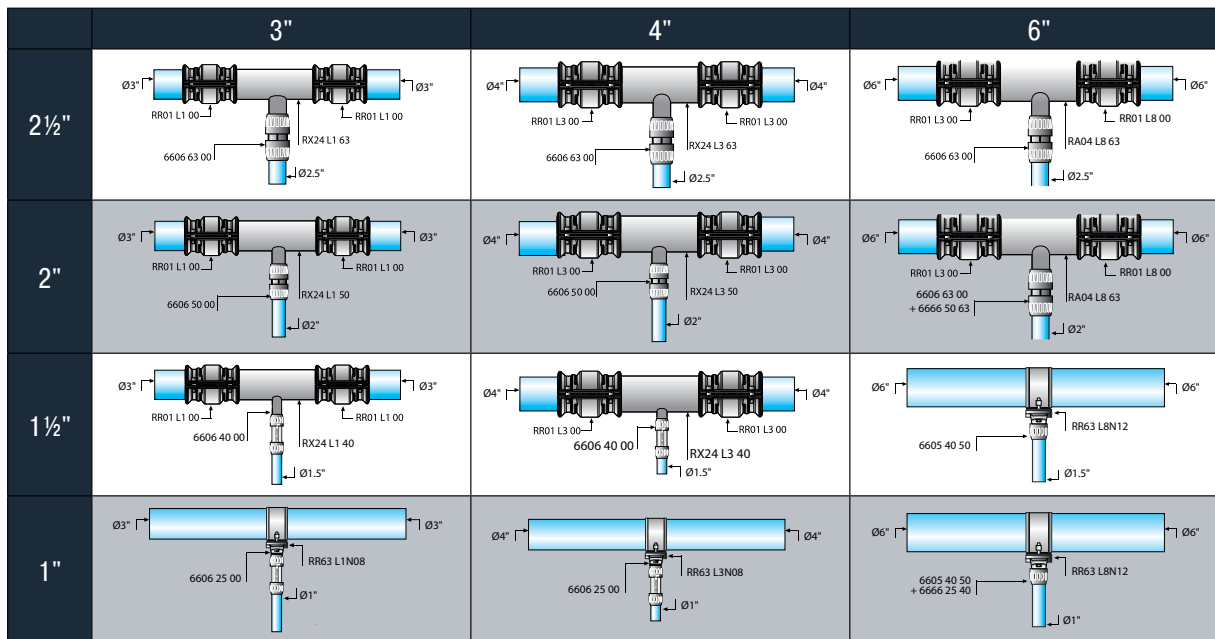 3" 4" 6"
2½"
Ø3" Ø3"
RR01 L1 00 RR01 L1 00
RX24 L1 63
6606 63 00
Ø2.5"
Ø4" Ø4"
RR01 L3 00 RR01 L3 00
RX24 L3 63
6606 63 00
Ø2.5"
Ø6" Ø6"
RR01 L3 00 RR01 L8 00
RA04 L8 63
6606 63 00
Ø2.5"
2"
Ø3" Ø3"
RR01 L1 00 RR01 L1 00
RX24 L1 50
6606 50 00
Ø2"
Ø4" Ø4"
RR01 L3 00 RR01 L3 00
RX24 L3 50
6606 50 00
Ø2"
Ø6" Ø6"
RR01 L3 00 RR01 L8 00
6606 63 00
+ 6666 50 63
RA04 L8 63
Ø2"
1½"
Ø3" Ø3"
RR01 L1 00 RR01 L1 00
6606 40 00
RX24 L1 40
Ø1.5"
Ø4" Ø4"
RR01 L3 00 RR01 L3 00
6606 40 00
RX24 L3 40
Ø1.5"
Ø6" Ø6"
RR63 L8N12
6605 40 50
Ø1.5"
1"
Ø3" Ø3"
RR63 L1N08
6606 25 00
Ø1"
Ø4" Ø4"
RR63 L3N08
6606 25 00
Ø1"
Ø6" Ø6"
RR63 L8N12
6605 40 50
+ 6666 25 40
Ø1"